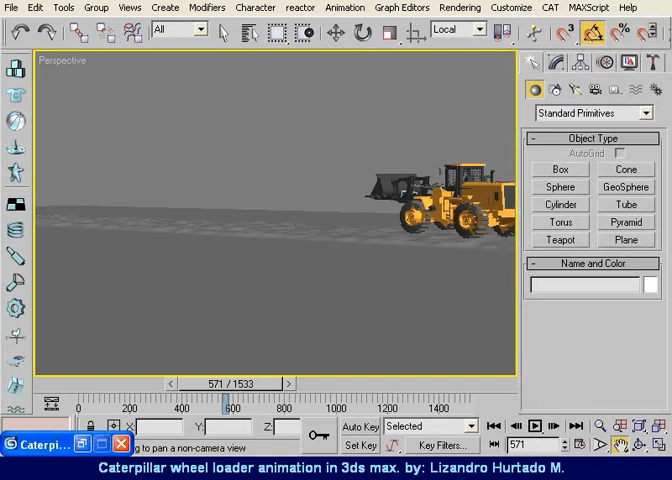 File Edit Tools Group Views Create Modifiers Character reactor Animation Graph Editors Rendering Customize CAT MAXScript Help
All Local 3 %
Perspective
Standard Primitives
- Object Type
AutoGrid
Box Cone
Sphere GeoSphere
Cylinder Tube
Torus Pyramid
Teapot Plane
- Name and Color
< 571 / 1533 >
0 200 400 600 800 1000 1200 1400
X: Y: Z: Auto Key Selected
Set Key Key Filters... 571
Caterpi... g to pan a non-camera view
Caterpillar wheel loader animation in 3ds max. by: Lizandro Hurtado M.